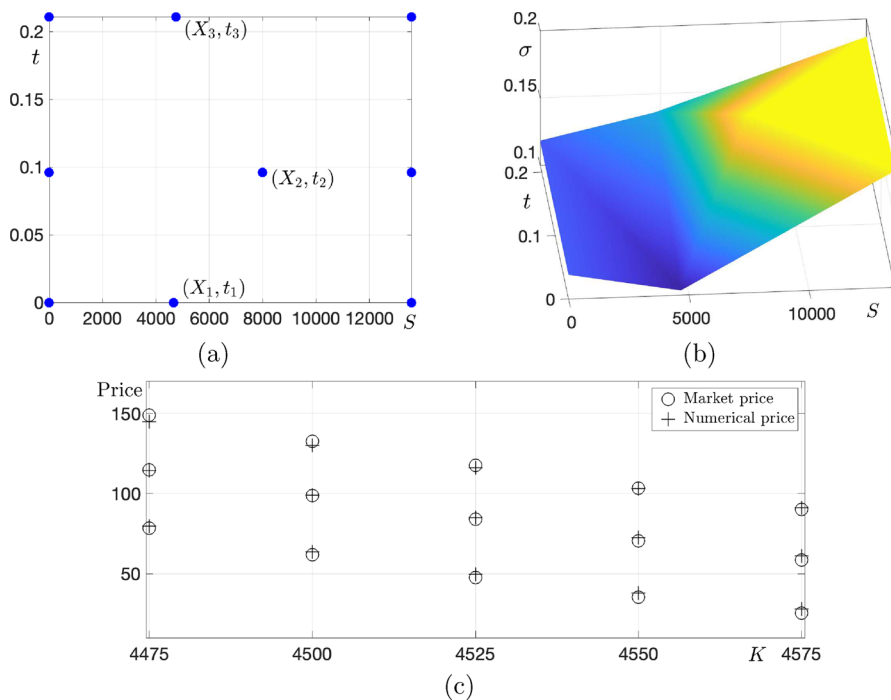 0.2
t
0.15
0.1
0.05
0
(X₃, t₃)
(X₂, t₂)
(X₁, t₁)
0 2000 4000 6000 8000 10000 12000 S
(a)
0.2
σ
0.15
0.1
0.2
t
0.1
0
0 5000 10000 S
(b)
Price
150
100
50
Market price
Numerical price
4475 4500 4525 4550 K 4575
(c)